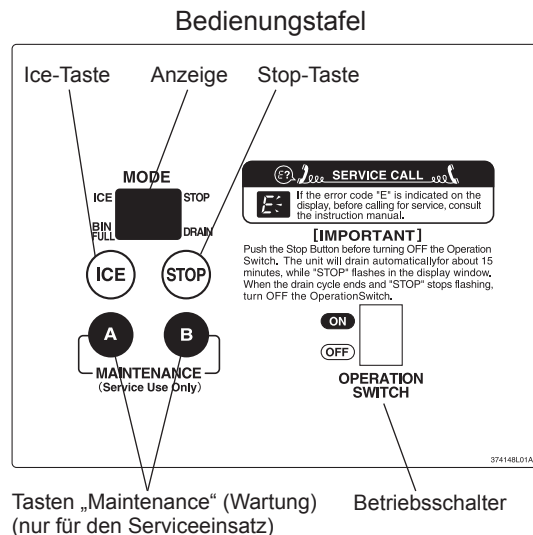 Bedienungstafel
Ice-Taste
Anzeige
Stop-Taste
MODE
ICE
STOP
BIN
FULL
DRAIN
ICE
STOP
A
B
MAINTENANCE
(Service Use Only)
E?
SERVICE CALL
E
If the error code "E" is indicated on the
display, before calling for service, consult
the instruction manual.
[IMPORTANT]
Push the Stop Button before turning OFF the Operation
Switch. The unit will drain automaticallyfor about 15
minutes, while "STOP" flashes in the display window.
When the drain cycle ends and "STOP" stops flashing,
turn OFF the OperationSwitch.
ON
OFF
OPERATION
SWITCH
374148L01A
Tasten „Maintenance“ (Wartung)
(nur für den Serviceeinsatz)
Betriebsschalter